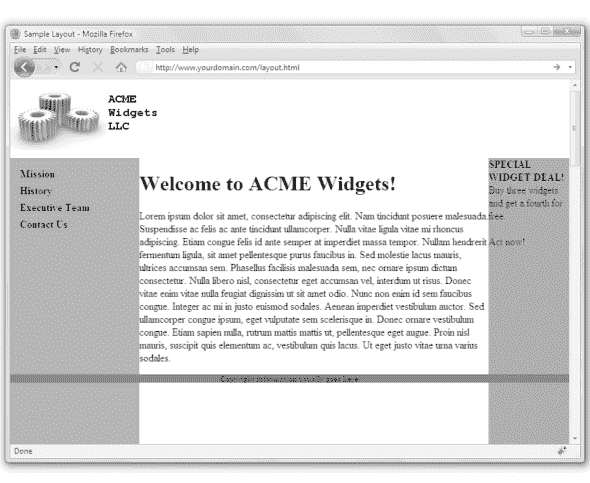 Sample Layout - Mozilla Firefox
File Edit View History Bookmarks Tools Help
http://www.yourdomain.com/layout.html
ACME
Widgets
LLC
Mission
History
Executive Team
Contact Us
Welcome to ACME Widgets!
Lorem ipsum dolor sit amet, consectetur adipiscing elit. Nam tincidunt posuere malesuada.
Suspendisse ac felis ac ante tincidunt ullamcorper. Nulla vitae ligula vitae mi rhoncus
adipiscing. Etiam congue felis id ante semper at imperdiet massa tempor. Nullam hendrerit
fermentum ligula, sit amet pellentesque purus faucibus in. Sed molestie lacus mauris,
ultrices accumsan sem. Phasellus facilisis malesuada sem, nec ornare ipsum dictum
consectetur. Nulla libero nisl, consectetur eget accumsan vel, interdum ut risus. Donec
vitae enim vitae nulla feugiat dignissim ut sit amet odio. Nunc non enim id sem faucibus
congue. Integer ac mi in justo euismod sodales. Aenean imperdiet vestibulum auctor. Sed
ullamcorper congue ipsum, eget vulputate sem scelerisque in. Donec ornare vestibulum
congue. Etiam sapien nulla, rutrum mattis mattis ut, pellentesque eget augue. Proin nisl
mauris, suscipit quis elementum ac, vestibulum quis lacus. Ut eget justo vitae urna varius
sodales.
SPECIAL
WIDGET DEAL!
Buy three widgets
and get a fourth for
free.
Act now!
Copyright information usually goes here.
Done